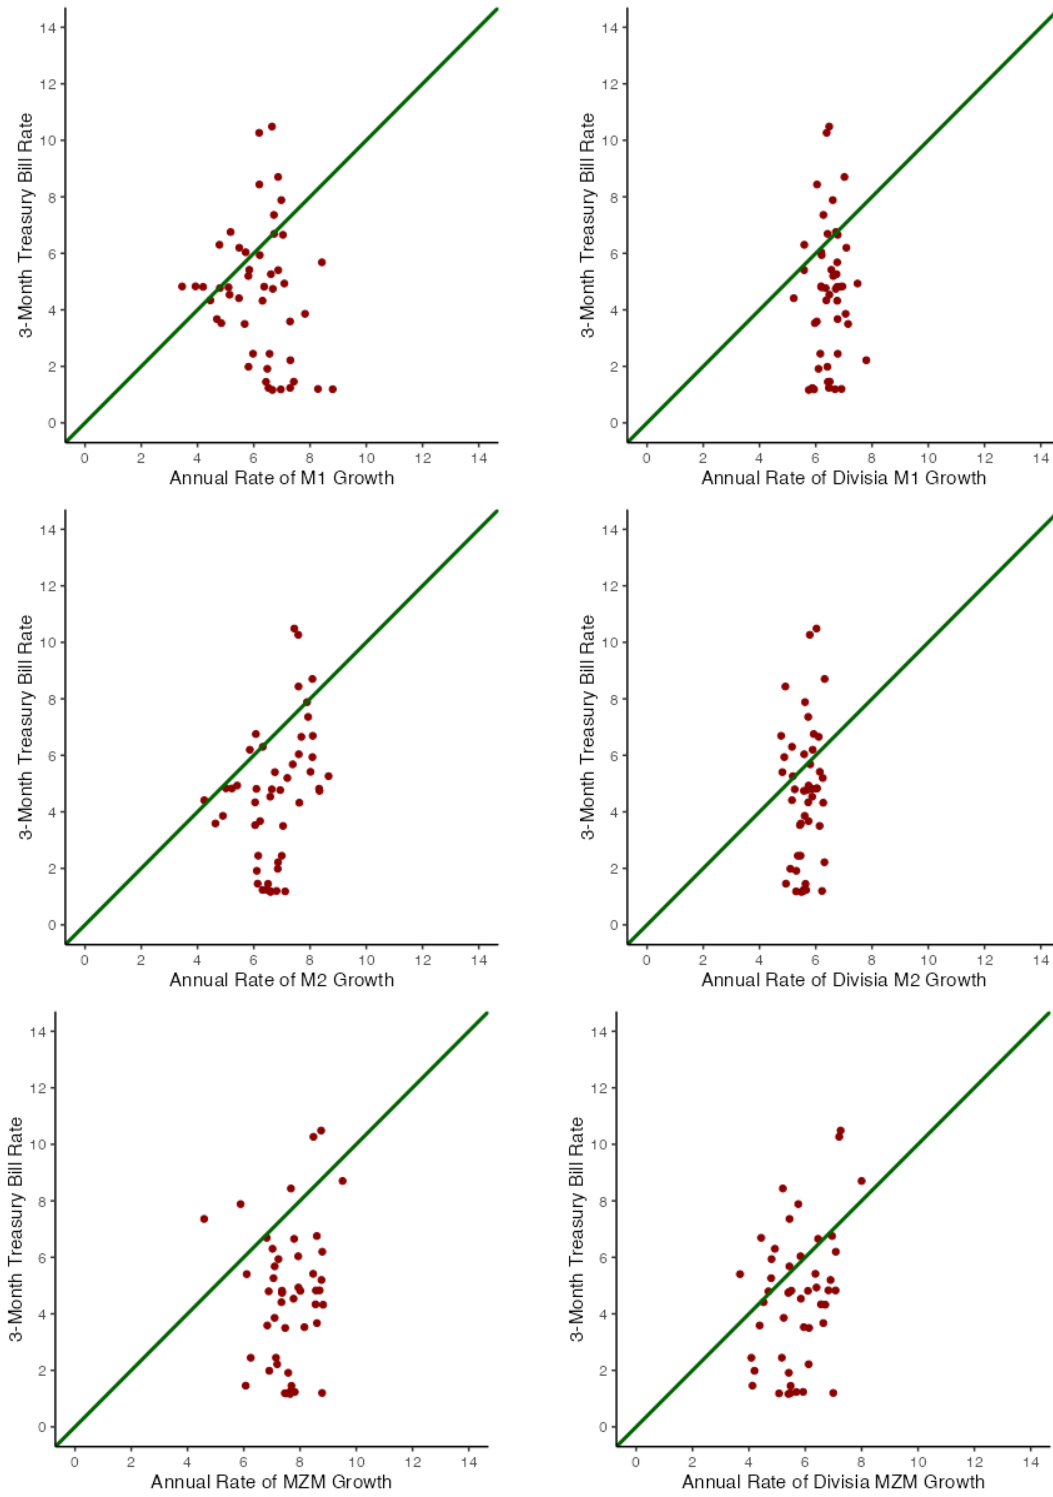 14
12
10
8
6
4
2
0
3-Month Treasury Bill Rate
0 2 4 6 8 10 12 14
Annual Rate of M1 Growth
14
12
10
8
6
4
2
0
3-Month Treasury Bill Rate
0 2 4 6 8 10 12 14
Annual Rate of Divisia M1 Growth
14
12
10
8
6
4
2
0
3-Month Treasury Bill Rate
0 2 4 6 8 10 12 14
Annual Rate of M2 Growth
14
12
10
8
6
4
2
0
3-Month Treasury Bill Rate
0 2 4 6 8 10 12 14
Annual Rate of Divisia M2 Growth
14
12
10
8
6
4
2
0
3-Month Treasury Bill Rate
0 2 4 6 8 10 12 14
Annual Rate of MZM Growth
14
12
10
8
6
4
2
0
3-Month Treasury Bill Rate
0 2 4 6 8 10 12 14
Annual Rate of Divisia MZM Growth